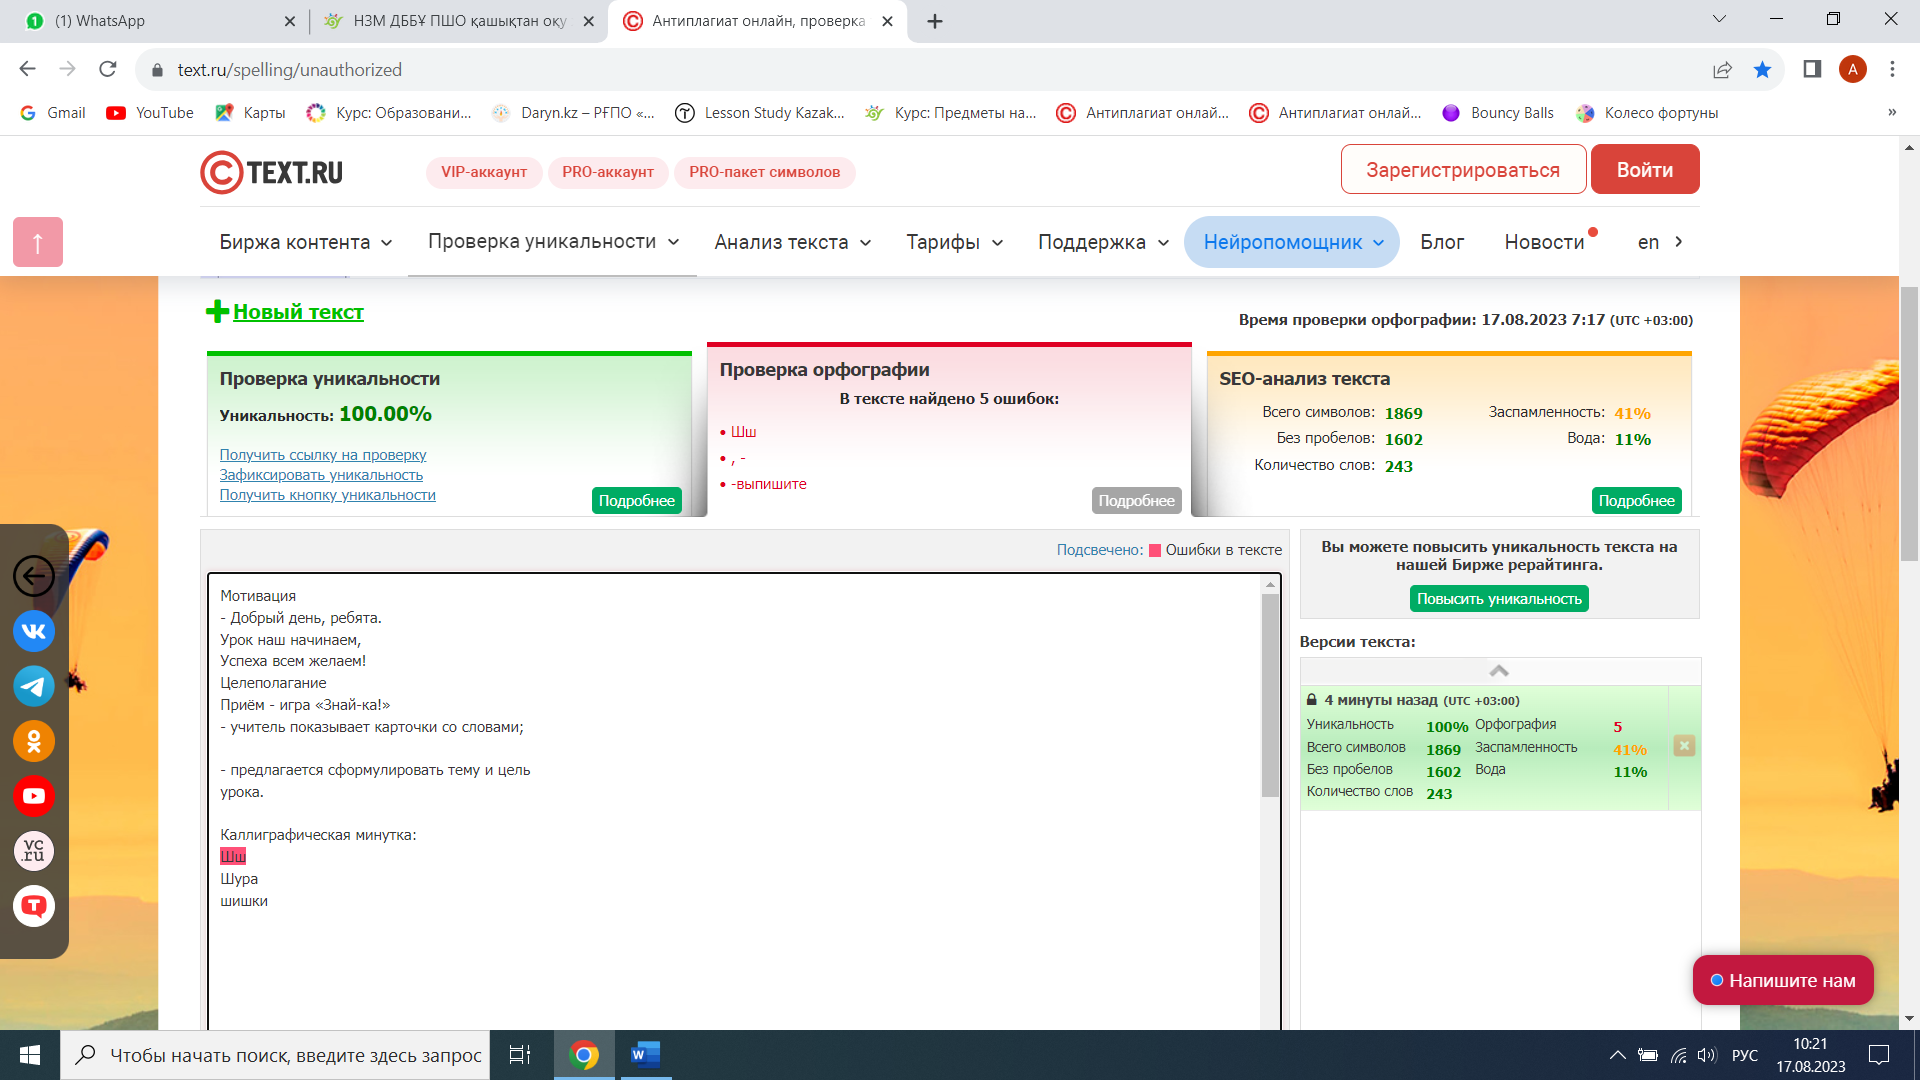 (1) WhatsApp
НЗМ ДББҰ ПШО қашықтан оқу
Антиплагиат онлайн, проверка
text.ru/spelling/unauthorized
A
Gmail
YouTube
Карты
Курс: Образовани...
Daryn.kz – РҒПО «...
Lesson Study Kazak...
Курс: Предметы на...
Антиплагиат онлай...
Антиплагиат онлай...
Bouncy Balls
Колесо фортуны
»
TEXT.RU
VIP-аккаунт
PRO-аккаунт
PRO-пакет символов
Зарегистрироваться
Войти
Биржа контента
Проверка уникальности
Анализ текста
Тарифы
Поддержка
Нейропомощник
Блог
Новости
en
Новый текст
Время проверки орфографии: 17.08.2023 7:17 (UTC +03:00)
Проверка уникальности
Уникальность: 100.00%
Получить ссылку на проверку
Зафиксировать уникальность
Получить кнопку уникальности
Подробнее
Проверка орфографии
В тексте найдено 5 ошибок:
• Шш
• , -
• -выпишите
Подробнее
SEO-анализ текста
Всего символов: 1869
Заспамленность: 41%
Без пробелов: 1602
Вода: 11%
Количество слов: 243
Подробнее
Подсвечено: Ошибки в тексте
Мотивация
- Добрый день, ребята.
Урок наш начинаем,
Успеха всем желаем!
Целеполагание
Приём - игра «Знай-ка!»
- учитель показывает карточки со словами;
- предлагается сформулировать тему и цель
урока.
Каллиграфическая минутка:
Шш
Шура
шишки
Вы можете повысить уникальность текста на
нашей Бирже рерайтинга.
Повысить уникальность
Версии текста:
4 минуты назад (UTC +03:00)
Уникальность 100% Орфография 5
Всего символов 1869 Заспамленность 41%
Без пробелов 1602 Вода 11%
Количество слов 243
vc
.ru
Напишите нам
Чтобы начать поиск, введите здесь запрос
РУС
10:21
17.08.2023